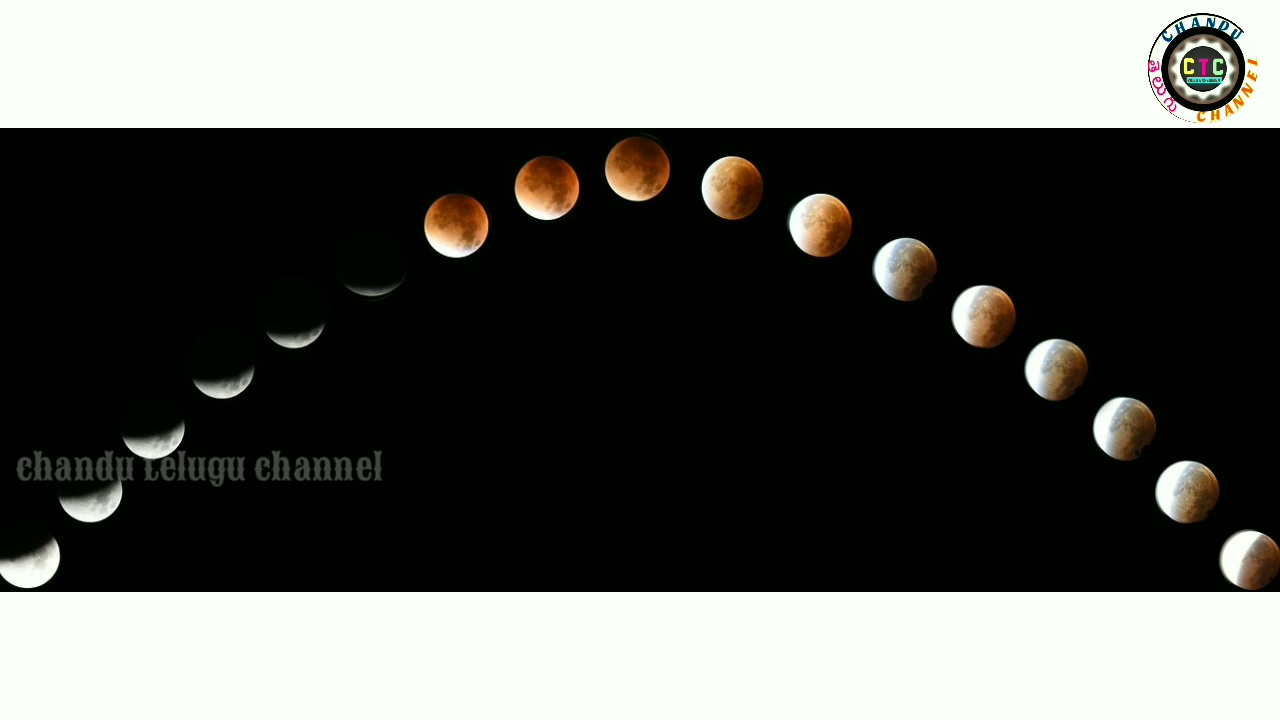 CHANDU
తెలుగు
CHANNEL
CTC
chandu telugu channel